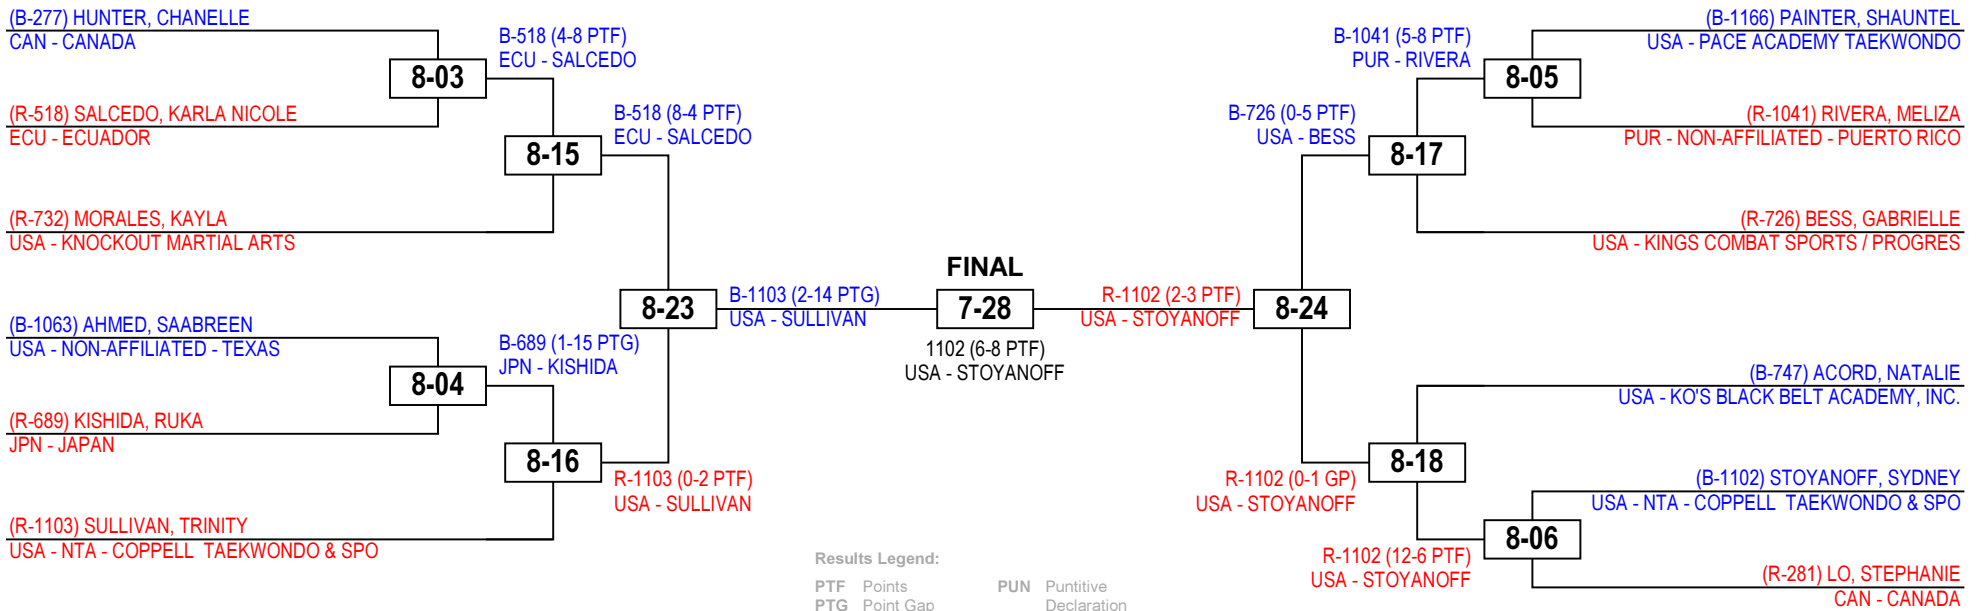 (B-277) HUNTER, CHANELLE
CAN - CANADA
B-518 (4-8 PTF)
ECU - SALCEDO
8-03
(R-518) SALCEDO, KARLA NICOLE
ECU - ECUADOR
B-518 (8-4 PTF)
ECU - SALCEDO
8-15
(R-732) MORALES, KAYLA
USA - KNOCKOUT MARTIAL ARTS
8-23
B-1103 (2-14 PTG)
USA - SULLIVAN
(B-1063) AHMED, SAABREEN
USA - NON-AFFILIATED - TEXAS
B-689 (1-15 PTG)
JPN - KISHIDA
8-04
(R-689) KISHIDA, RUKA
JPN - JAPAN
8-16
R-1103 (0-2 PTF)
USA - SULLIVAN
(R-1103) SULLIVAN, TRINITY
USA - NTA - COPPELL  TAEKWONDO & SPO
FINAL
7-28
1102 (6-8 PTF)
USA - STOYANOFF
(B-1166) PAINTER, SHAUNTEL
USA - PACE ACADEMY TAEKWONDO
B-1041 (5-8 PTF)
PUR - RIVERA
8-05
(R-1041) RIVERA, MELIZA
PUR - NON-AFFILIATED - PUERTO RICO
B-726 (0-5 PTF)
USA - BESS
8-17
(R-726) BESS, GABRIELLE
USA - KINGS COMBAT SPORTS / PROGRES
R-1102 (2-3 PTF)
USA - STOYANOFF
8-24
(B-747) ACORD, NATALIE
USA - KO'S BLACK BELT ACADEMY, INC.
8-18
R-1102 (0-1 GP)
USA - STOYANOFF
(B-1102) STOYANOFF, SYDNEY
USA - NTA - COPPELL  TAEKWONDO & SPO
8-06
R-1102 (12-6 PTF)
USA - STOYANOFF
(R-281) LO, STEPHANIE
CAN - CANADA
Results Legend:
PTF Points PUN Puntitive
PTG Point Gap Declaration